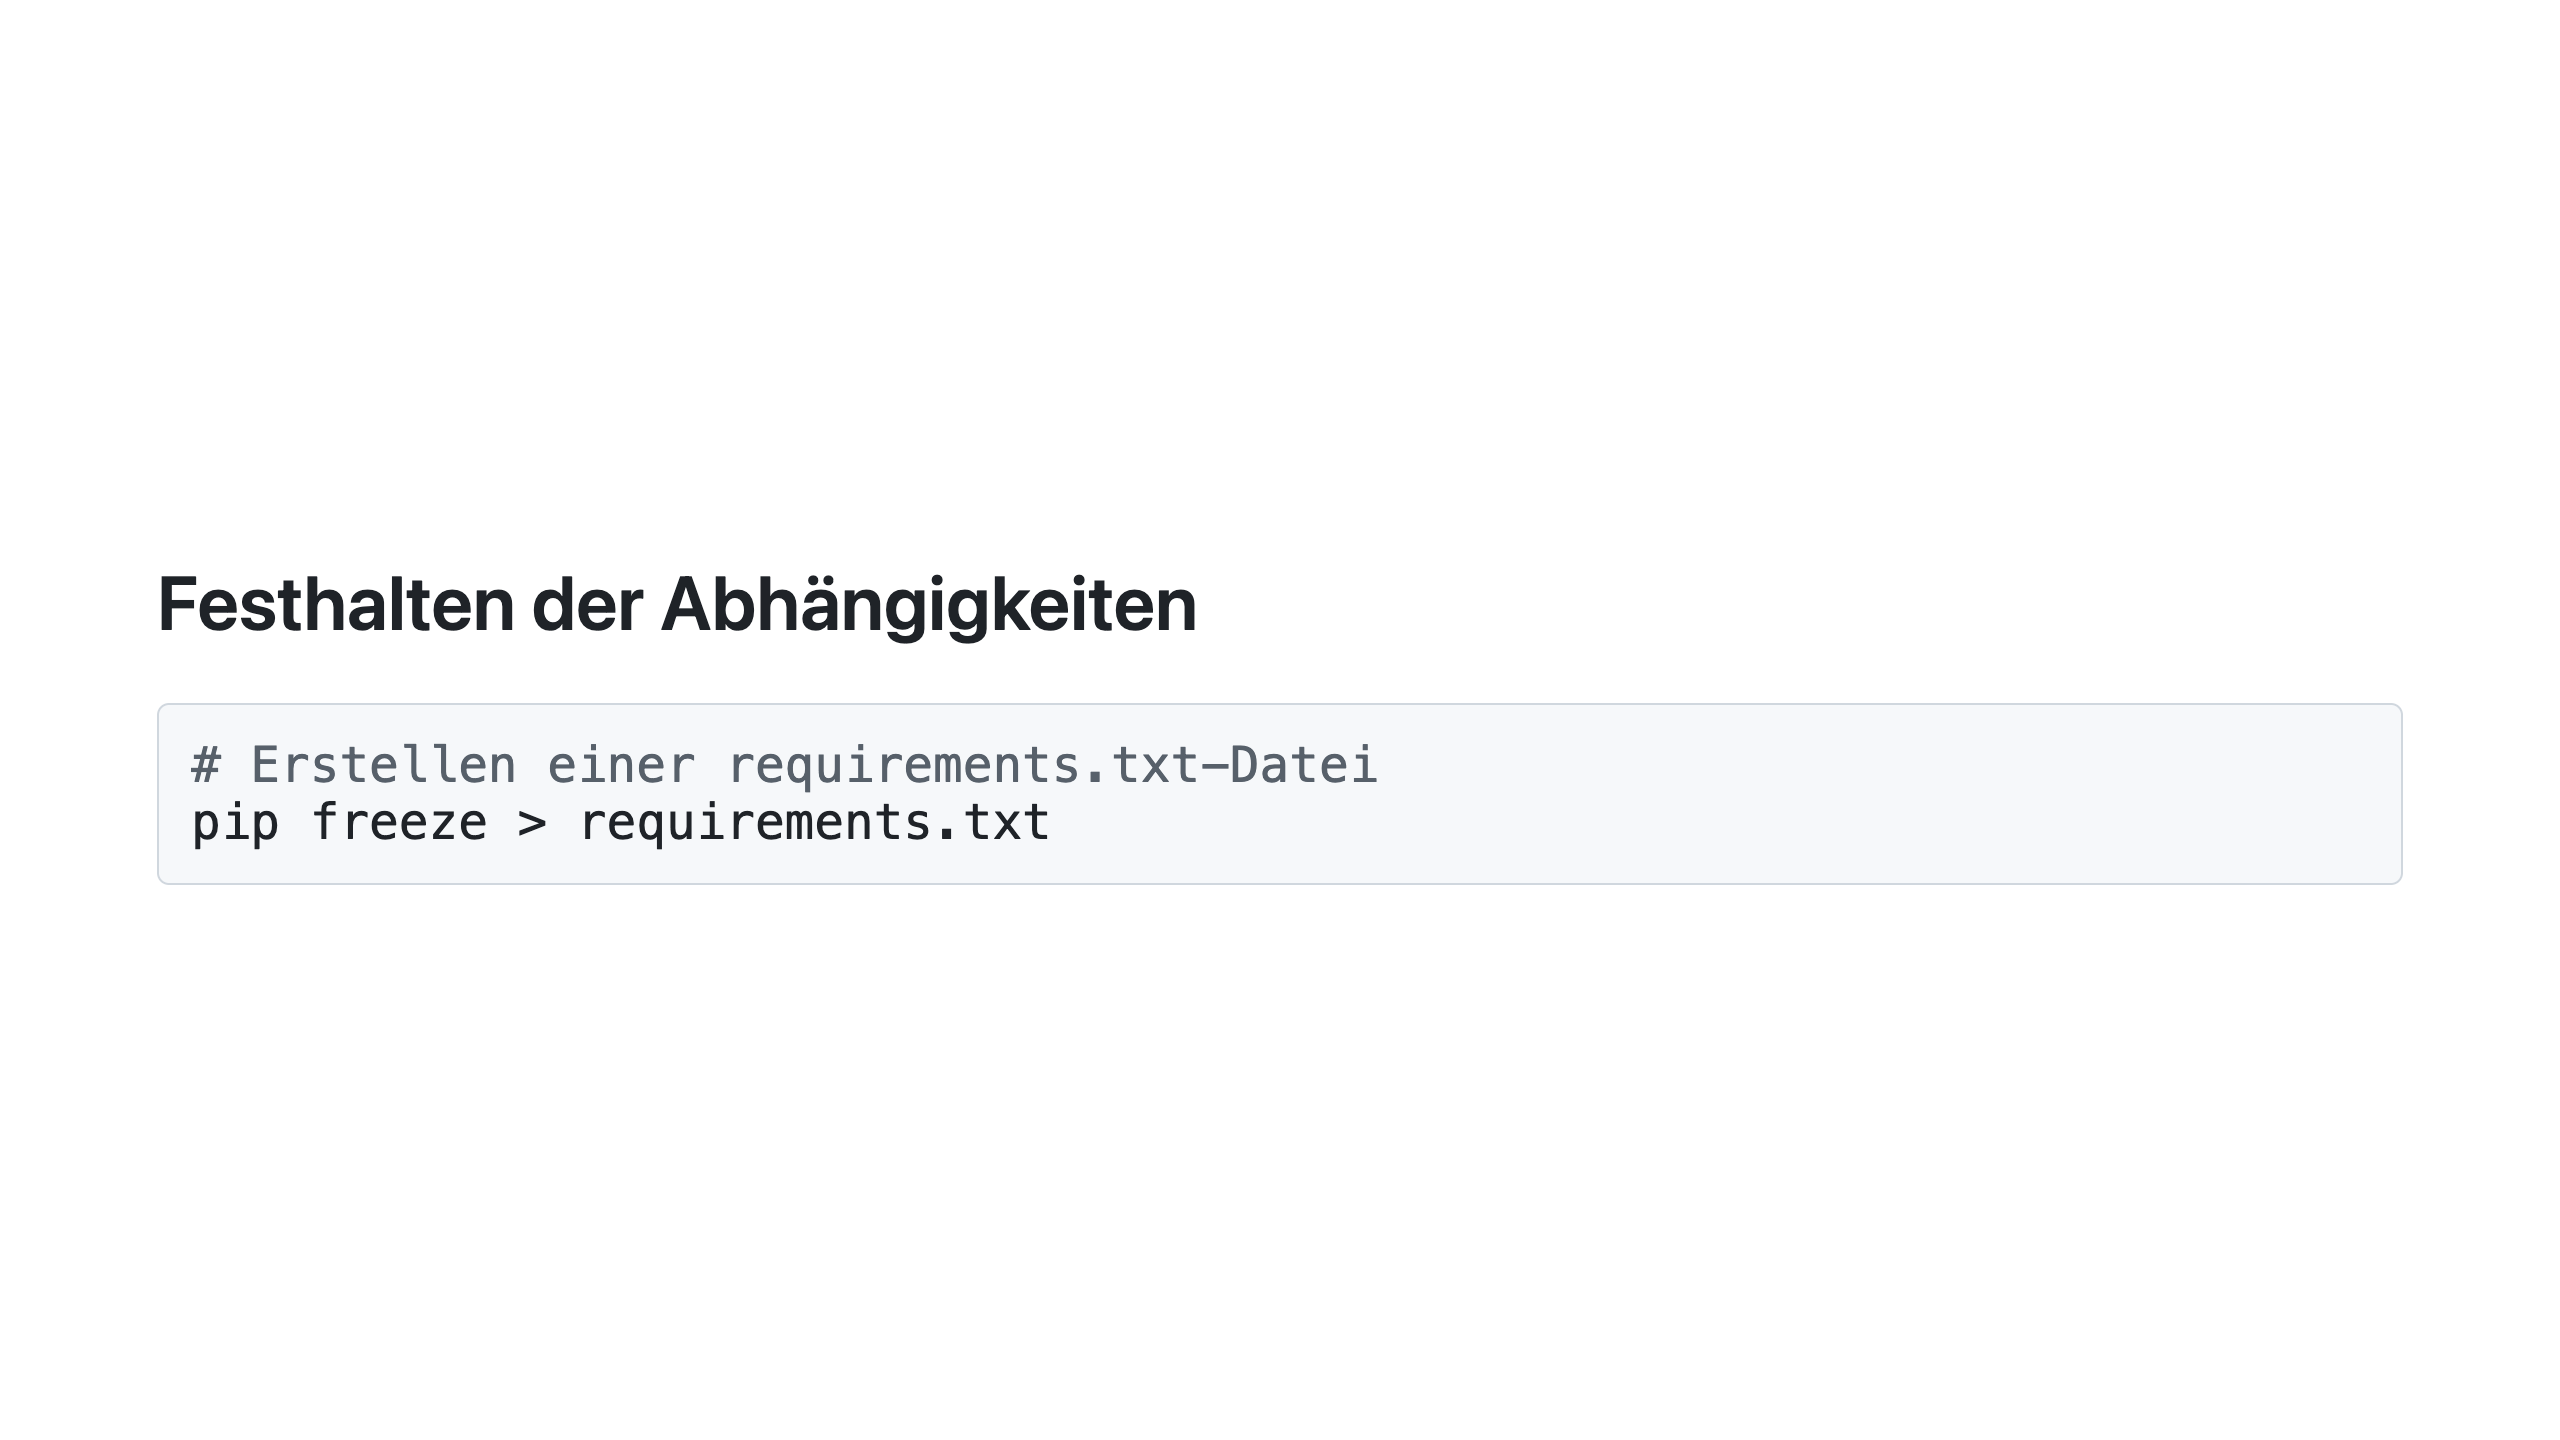 Festhalten der Abhängigkeiten
# Erstellen einer requirements.txt-Datei
pip freeze > requirements.txt